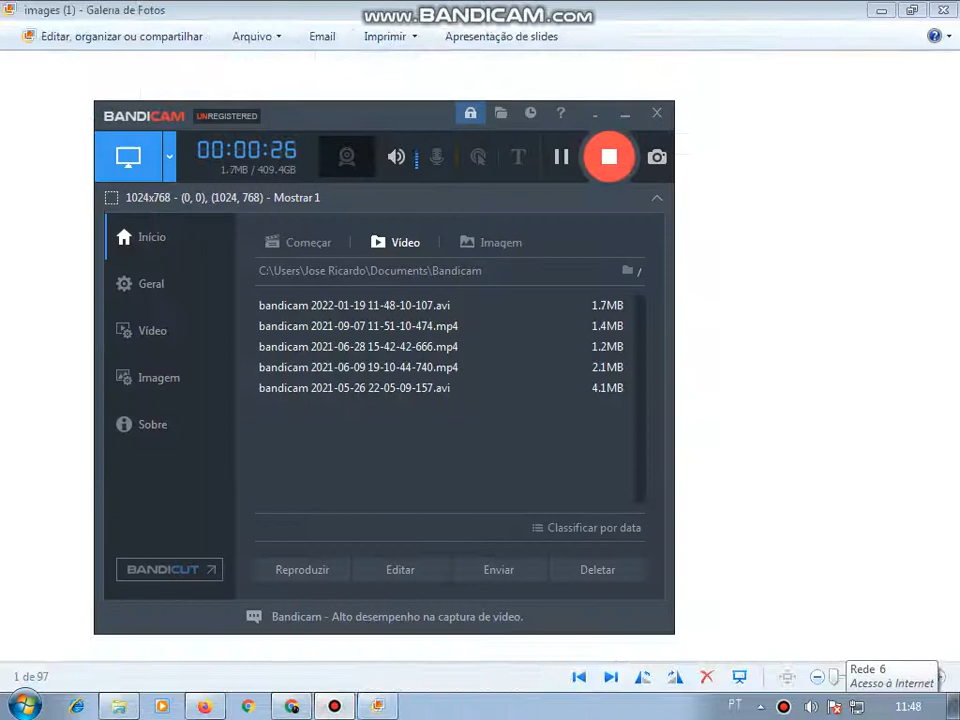 images (1) - Galeria de Fotos
www.BANDICAM.com
Editar, organizar ou compartilhar
Arquivo
Email
Imprimir
Apresentação de slides
BANDICAM
UNREGISTERED
00:00:26
1.7MB / 409.4GB
1024x768 - (0, 0), (1024, 768) - Mostrar 1
Início
Geral
Vídeo
Imagem
Sobre
BANDICUT
Começar
Vídeo
Imagem
C:\Users\Jose Ricardo\Documents\Bandicam
bandicam 2022-01-19 11-48-10-107.avi 1.7MB
bandicam 2021-09-07 11-51-10-474.mp4 1.4MB
bandicam 2021-06-28 15-42-42-666.mp4 1.2MB
bandicam 2021-06-09 19-10-44-740.mp4 2.1MB
bandicam 2021-05-26 22-05-09-157.avi 4.1MB
Classificar por data
Reproduzir
Editar
Enviar
Deletar
Bandicam - Alto desempenho na captura de vídeo.
1 de 97
Rede 6
Acesso à Internet
PT
11:48